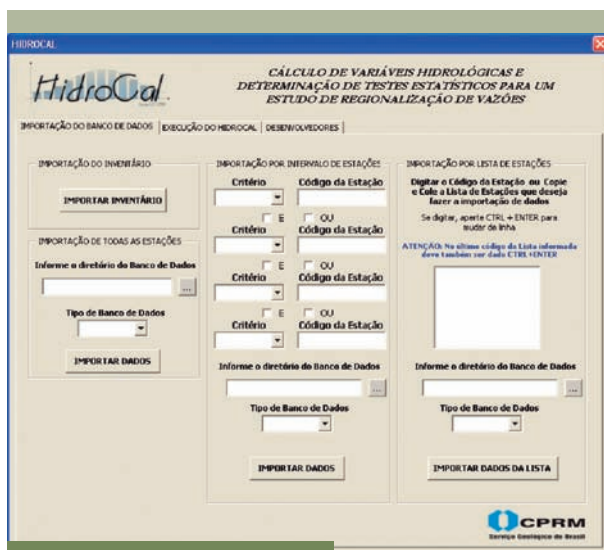 HIDROCAL
HidroCal
CÁLCULO DE VARIÁVEIS HIDROLÓGICAS E
DETERMINAÇÃO DE TESTES ESTATÍSTICOS PARA UM
ESTUDO DE REGIONALIZAÇÃO DE VAZÕES
IMPORTAÇÃO DO BANCO DE DADOS
EXECUÇÃO DO HIDROCAL
DESENVOLVEDORES
IMPORTAÇÃO DO INVENTÁRIO
IMPORTAR INVENTÁRIO
IMPORTAÇÃO DE TODAS AS ESTAÇÕES
Informe o diretório do Banco de Dados
...
Tipo de Banco de Dados
IMPORTAR DADOS
IMPORTAÇÃO POR INTERVALO DE ESTAÇÕES
Critério Código da Estação
E OU
Critério Código da Estação
E OU
Critério Código da Estação
E OU
Critério Código da Estação
Informe o diretório do Banco de Dados
...
Tipo de Banco de Dados
IMPORTAR DADOS
IMPORTAÇÃO POR LISTA DE ESTAÇÕES
Digitar o Código da Estação ou Copie
e Cole a Lista de Estações que deseja
fazer a importação de dados
Se digitar, aperte CTRL + ENTER para
mudar de linha
ATENÇÃO: No último código da Lista informada
deve também ser dado CTRL+ENTER
Informe o diretório do Banco de Dados
...
Tipo de Banco de Dados
IMPORTAR DADOS DA LISTA
CPRM
Serviço Geológico do Brasil